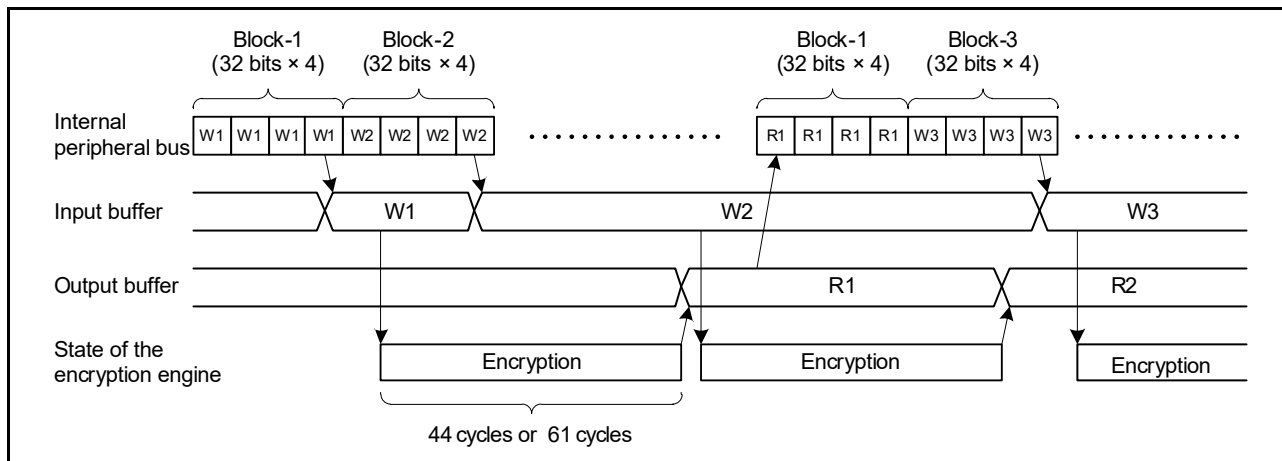 Block-1
(32 bits × 4)
Block-2
(32 bits × 4)
Block-1
(32 bits × 4)
Block-3
(32 bits × 4)
Internal
peripheral bus
W1 W1 W1 W1 W2 W2 W2 W2
R1 R1 R1 R1 W3 W3 W3 W3
Input buffer
W1
W2
W3
Output buffer
R1
R2
State of the
encryption engine
Encryption
Encryption
Encryption
44 cycles or 61 cycles